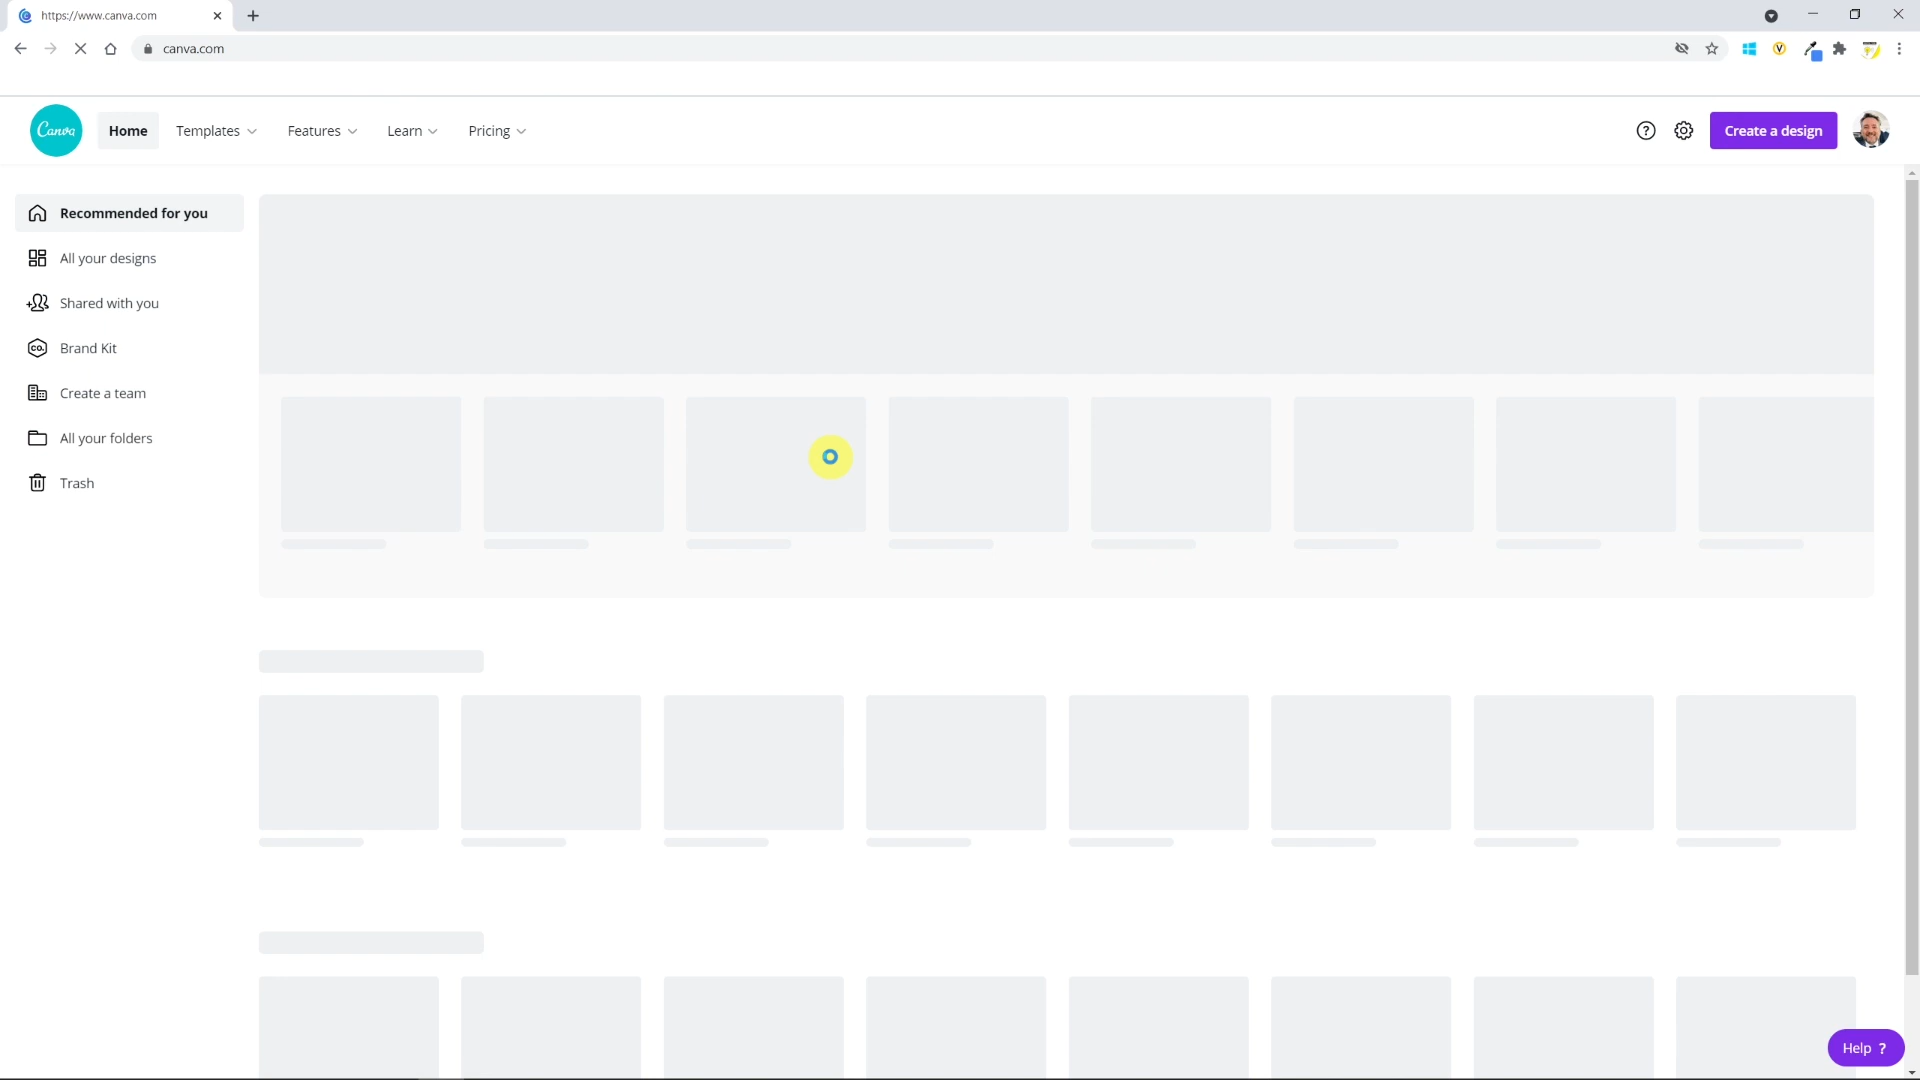 https://www.canva.com
canva.com
Canva
Home
Templates
Features
Learn
Pricing
Create a design
Recommended for you
All your designs
Shared with you
CO.
Brand Kit
Create a team
All your folders
Trash
Help ?